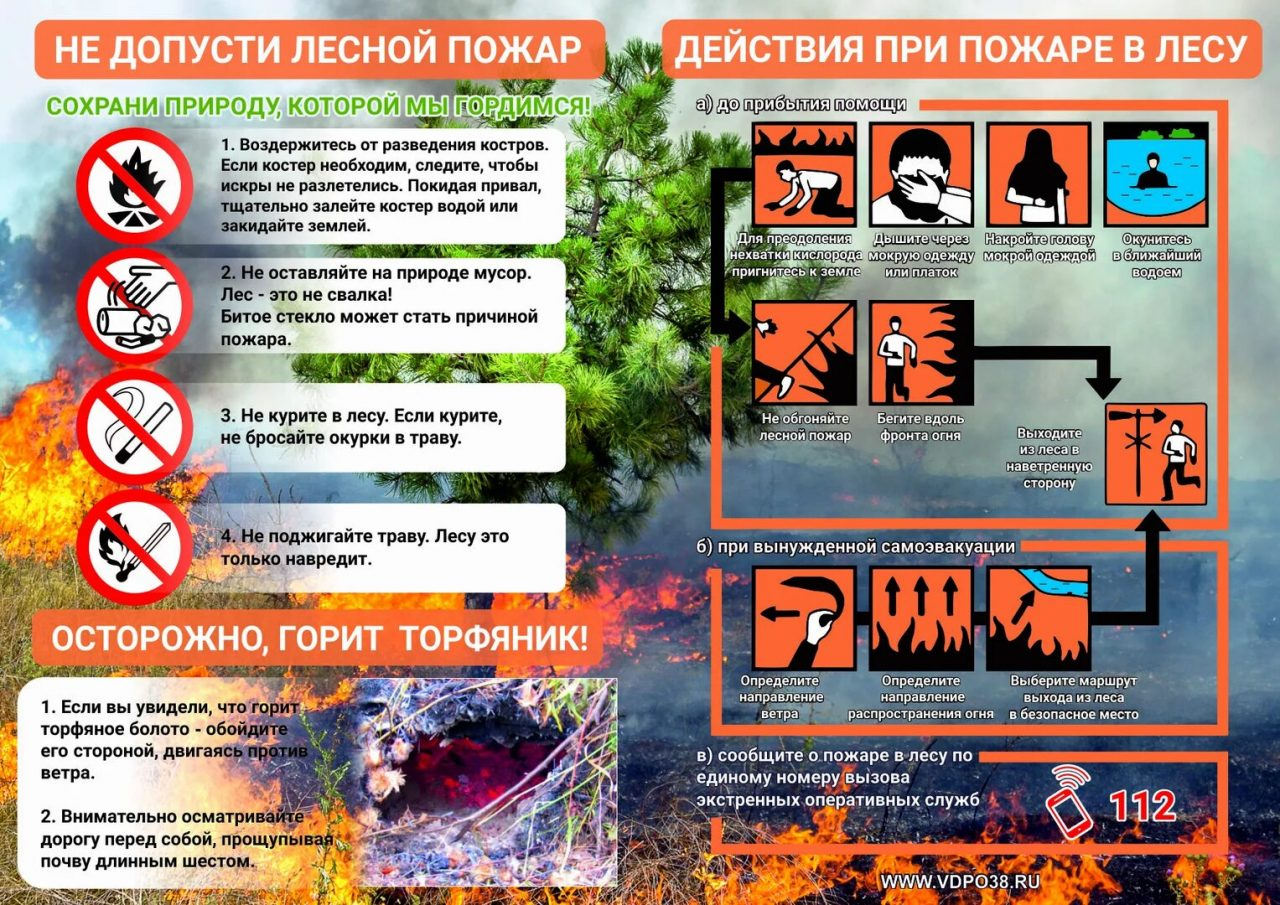 НЕ ДОПУСТИ ЛЕСНОЙ ПОЖАР
СОХРАНИ ПРИРОДУ, КОТОРОЙ МЫ ГОРДИМСЯ!
1. Воздержитесь от разведения костров.
Если костер необходим, следите, чтобы
искры не разлетелись. Покидая привал,
тщательно залейте костер водой или
закидайте землей.
2. Не оставляйте на природе мусор.
Лес - это не свалка!
Битое стекло может стать причиной
пожара.
3. Не курите в лесу. Если курите,
не бросайте окурки в траву.
4. Не поджигайте траву. Лесу это
только навредит.
ОСТОРОЖНО, ГОРИТ ТОРФЯНИК!
1. Если вы увидели, что горит
торфяное болото - обойдите
его стороной, двигаясь против
ветра.
2. Внимательно осматривайте
дорогу перед собой, прощупывая
почву длинным шестом.
ДЕЙСТВИЯ ПРИ ПОЖАРЕ В ЛЕСУ
а) до прибытия помощи
Для преодоления
нехватки кислорода
пригнитесь к земле
Дышите через
мокрую одежду
или платок
Накройте голову
мокрой одеждой
Окунитесь
в ближайший
водоем
Не обгоняйте
лесной пожар
Бегите вдоль
фронта огня
Выходите
из леса в
наветренную
сторону
б) при вынужденной самоэвакуации
Определите
направление
ветра
Определите
направление
распространения огня
Выберите маршрут
выхода из леса
в безопасное место
в) сообщите о пожаре в лесу по
единому номеру вызова
экстренных оперативных служб
112
WWW.VDPO38.RU